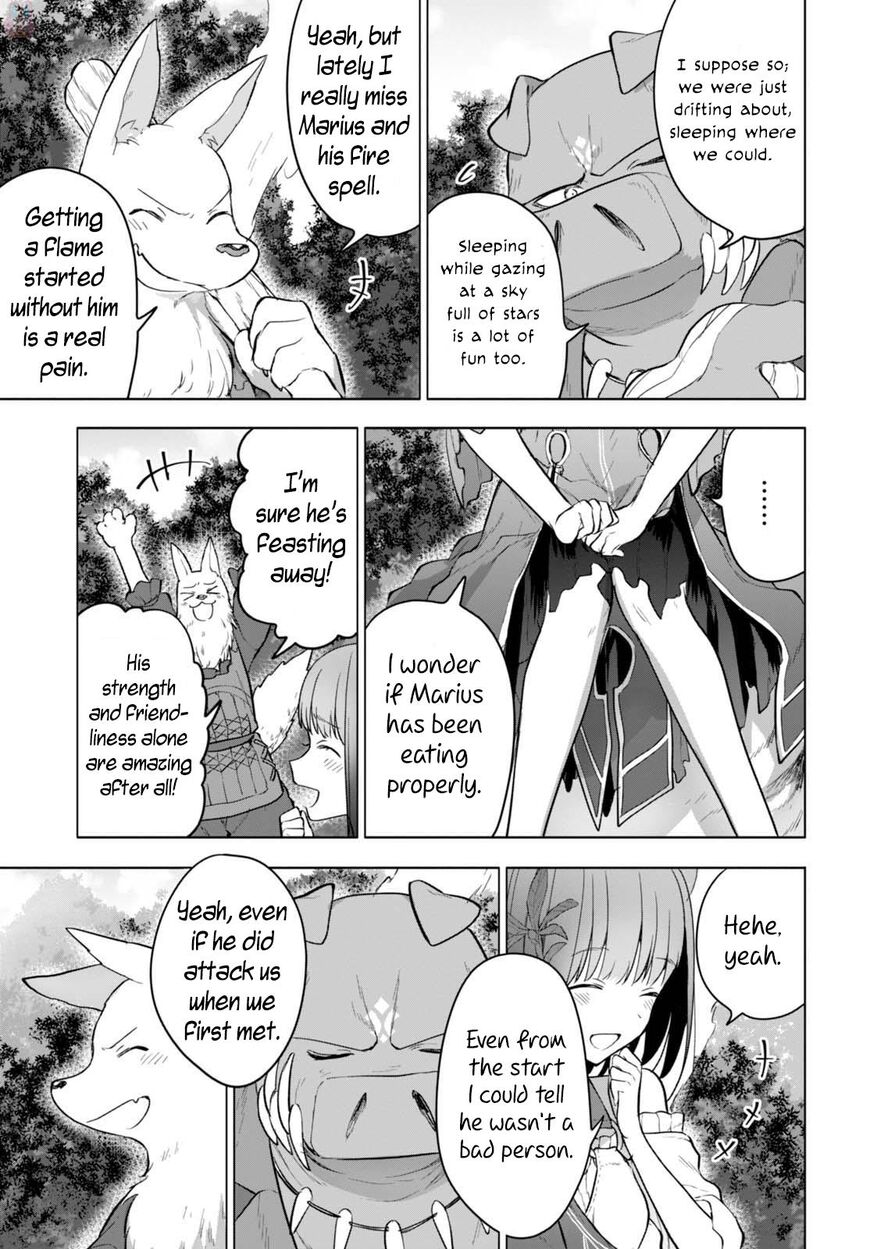 I suppose so;
we were just
drifting about,
sleeping where
we could.
Sleeping
while gazing
at a sky
full of stars
is a lot of
fun too.
Yeah, but
lately I
really miss
Marius and
his fire
spell.
Getting
a flame
started
without him
is a real
pain.
......
I wonder
if Marius
has been
eating
properly.
I'm
sure he's
feasting
away!
His
strength
and friend-
liness alone
are amazing
after all!
Hehe,
yeah.
Even from
the start
I could tell
he wasn't a
bad person.
Yeah, even
if he did
attack us
when we
first met.